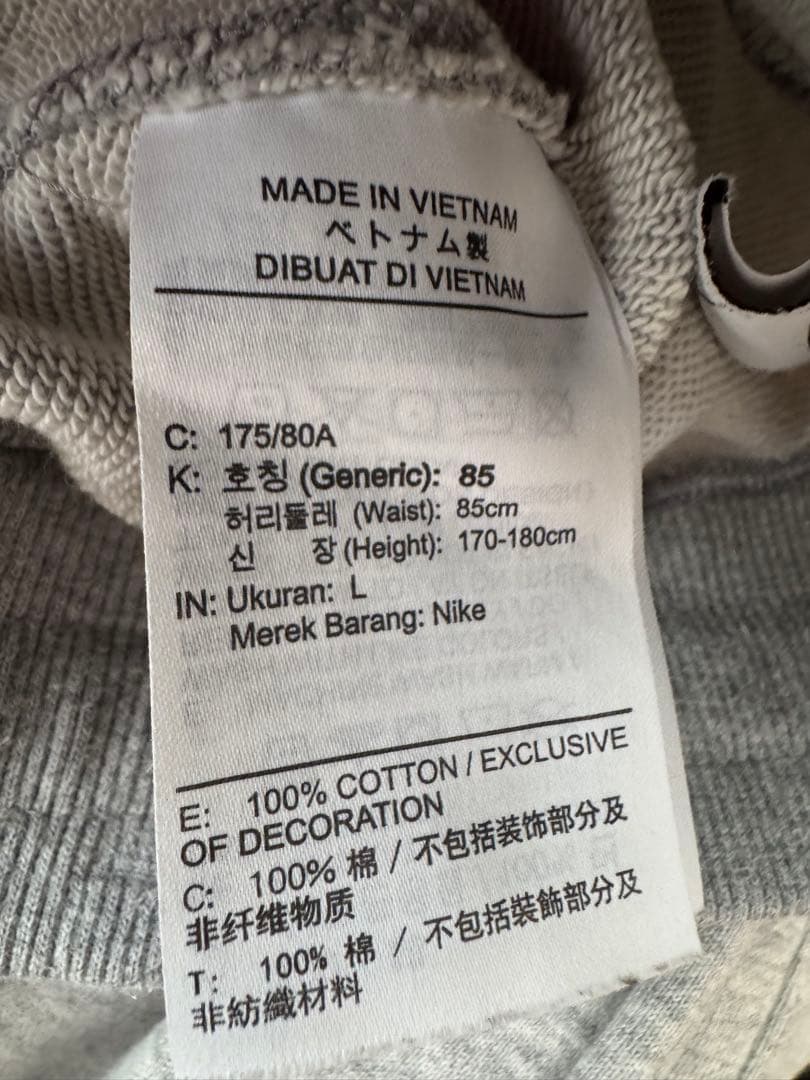 MADE IN VIETNAM
ベトナム製
DIBUAT DI VIETNAM
C: 175/80A
K: 호칭 (Generic): 85
허리둘레 (Waist): 85cm
신 장 (Height): 170-180cm
IN: Ukuran: L
Merek Barang: Nike
E: 100% COTTON / EXCLUSIVE
OF DECORATION
C: 100% 棉 / 不包括装饰部分及
非纤维物质
T: 100% 棉 / 不包括裝飾部分及
非紡織材料